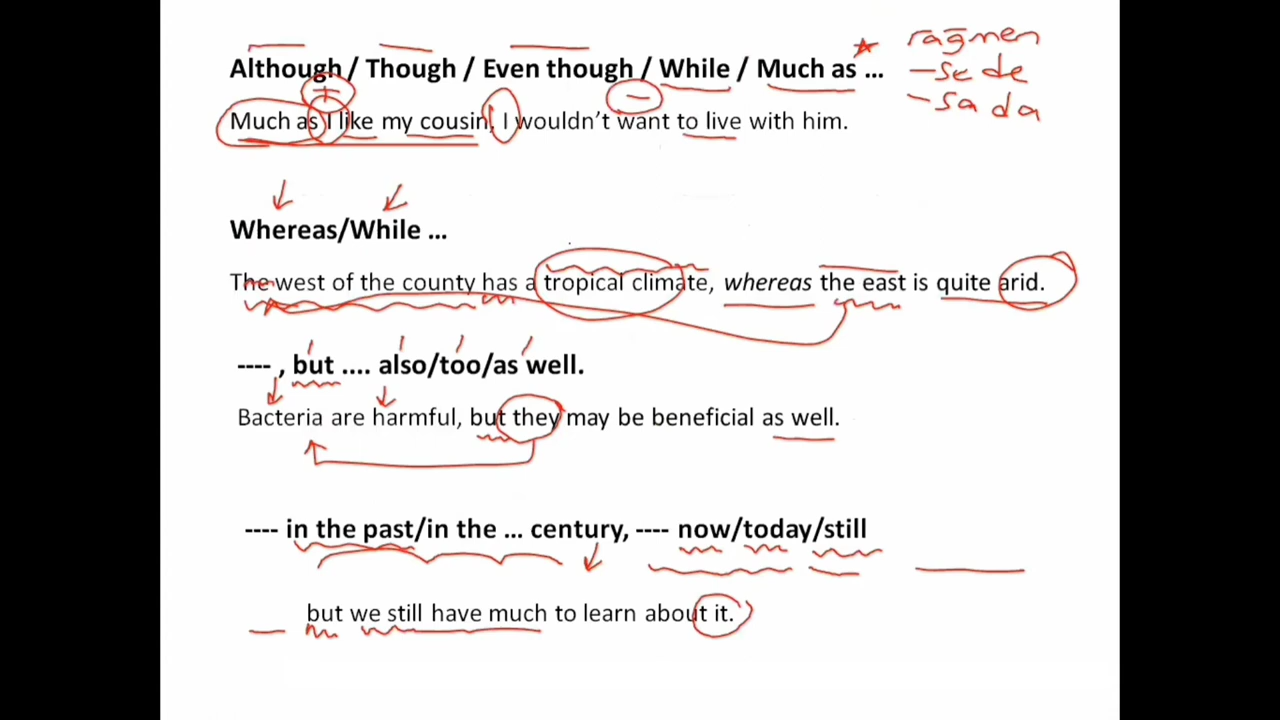 Although / Though / Even though / While / Much as ...
rağmen
-se de
-sa da
+
-
Much as I like my cousin, I wouldn't want to live with him.
Whereas/While ...
The west of the county has a tropical climate, whereas the east is quite arid.
---- , but .... also/too/as well.
Bacteria are harmful, but they may be beneficial as well.
---- in the past/in the ... century, ---- now/today/still
but we still have much to learn about it.